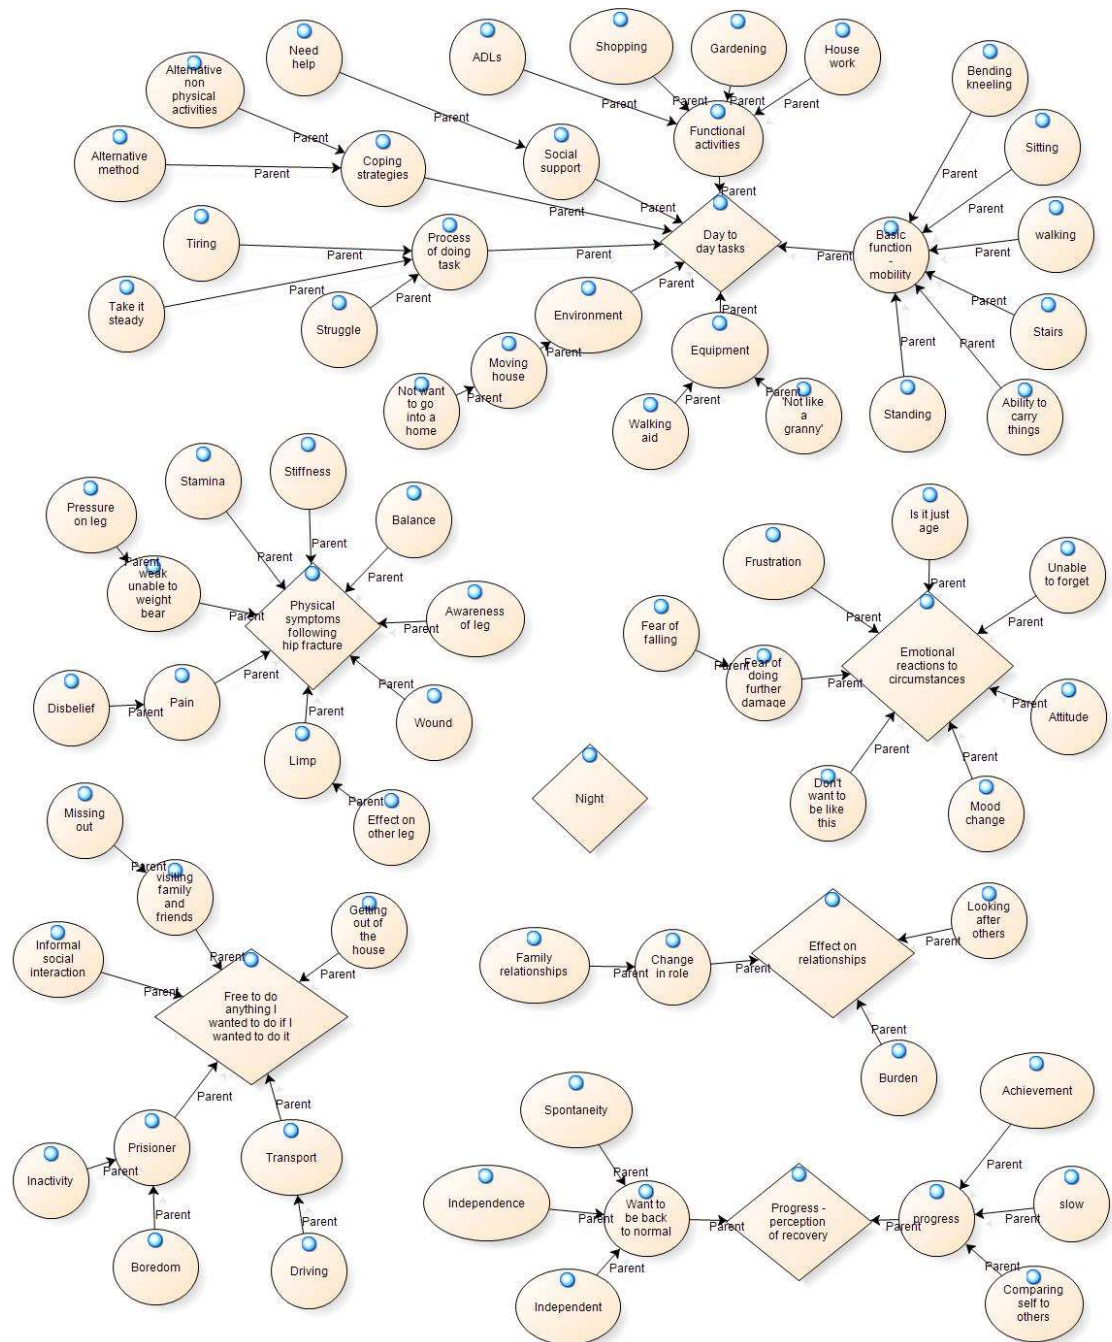 Need
help
ADLs
Shopping
Gardening
House
work
Alternative
non
physical
activities
Bending
kneeling
Parent
Parent
Parent
Parent
Parent
Parent
Functional
activities
Alternative
method
Parent
Coping
strategies
Social
support
Sitting
Parent
Parent
Parent
Parent
Parent
Parent
Tiring
Parent
Process
of doing
task
Parent
Day to
day tasks
Parent
Basic
function
-
mobility
walking
Parent
Take it
steady
Parent
Parent
Struggle
Environment
Parent
Parent
Parent
Stairs
Moving
house
Parent
Equipment
Parent
Parent
Not want
to go
into a
home
Parent
Walking
aid
Parent
Parent
'Not like
a
granny'
Standing
Ability to
carry
things
Stamina
Stiffness
Pressure
on leg
Balance
Is it just
age
Parent
Parent
Parent
Parent
weak
unable to
weight
bear
Parent
Physical
symptoms
following
hip fracture
Awareness
of leg
Parent
Frustration
Parent
Unable
to forget
Parent
Parent
Fear of
falling
Parent
Fear of
doing
further
damage
Parent
Emotional
reactions to
circumstances
Disbelief
Parent
Pain
Parent
Parent
Wound
Parent
Attitude
Parent
Limp
Parent
Effect on
other leg
Night
Parent
Don't
want to
be like
this
Parent
Mood
change
Missing
out
Parent
visiting
family
and
friends
Getting
out of
the
house
Looking
after
others
Informal
social
interaction
Parent
Parent
Parent
Family
relationships
Parent
Change
in role
Parent
Effect on
relationships
Parent
Free to do
anything I
wanted to do if I
wanted to do it
Parent
Burden
Parent
Parent
Prisioner
Transport
Spontaneity
Achievement
Inactivity
Parent
Parent
Parent
Parent
Parent
Independence
Parent
Want to
be back
to normal
Parent
Progress -
perception
of recovery
Parent
progress
Parent
slow
Boredom
Driving
Parent
Independent
Parent
Comparing
self to
others